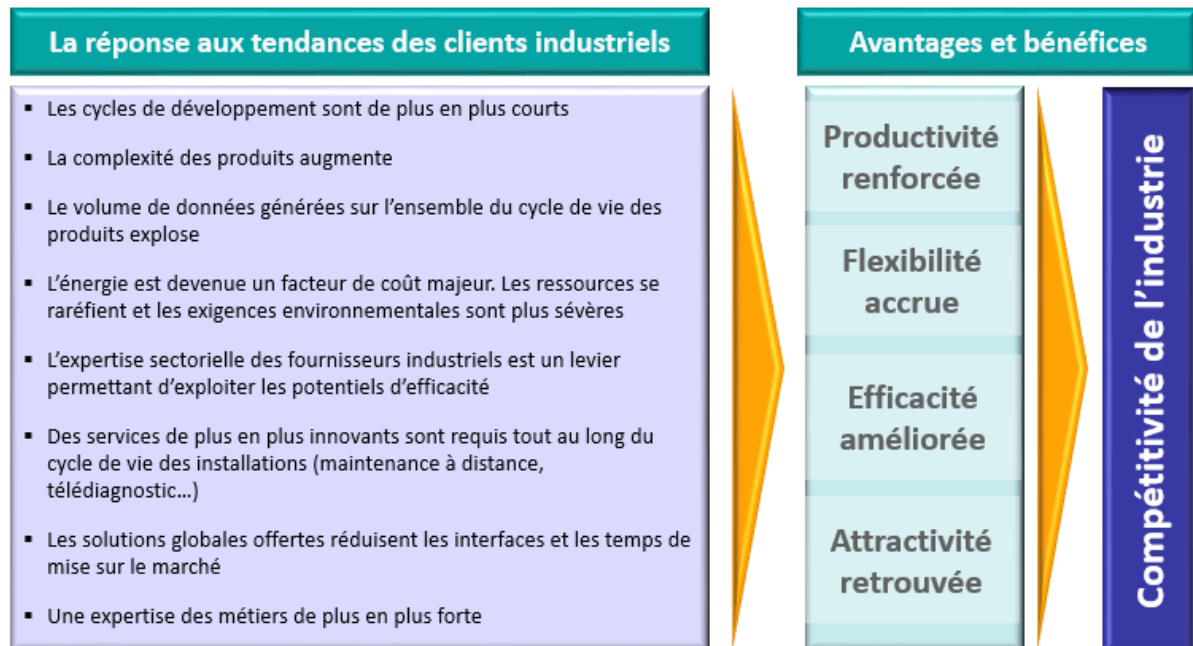 La réponse aux tendances des clients industriels
▪ Les cycles de développement sont de plus en plus courts
▪ La complexité des produits augmente
▪ Le volume de données générées sur l’ensemble du cycle de vie des
produits explose
▪ L’énergie est devenue un facteur de coût majeur. Les ressources se
raréfient et les exigences environnementales sont plus sévères
▪ L’expertise sectorielle des fournisseurs industriels est un levier
permettant d’exploiter les potentiels d’efficacité
▪ Des services de plus en plus innovants sont requis tout au long du
cycle de vie des installations (maintenance à distance,
télédiagnostic…)
▪ Les solutions globales offertes réduisent les interfaces et les temps de
mise sur le marché
▪ Une expertise des métiers de plus en plus forte
Avantages et bénéfices
Productivité
renforcée
Flexibilité
accrue
Efficacité
améliorée
Attractivité
retrouvée
Compétitivité de l’industrie